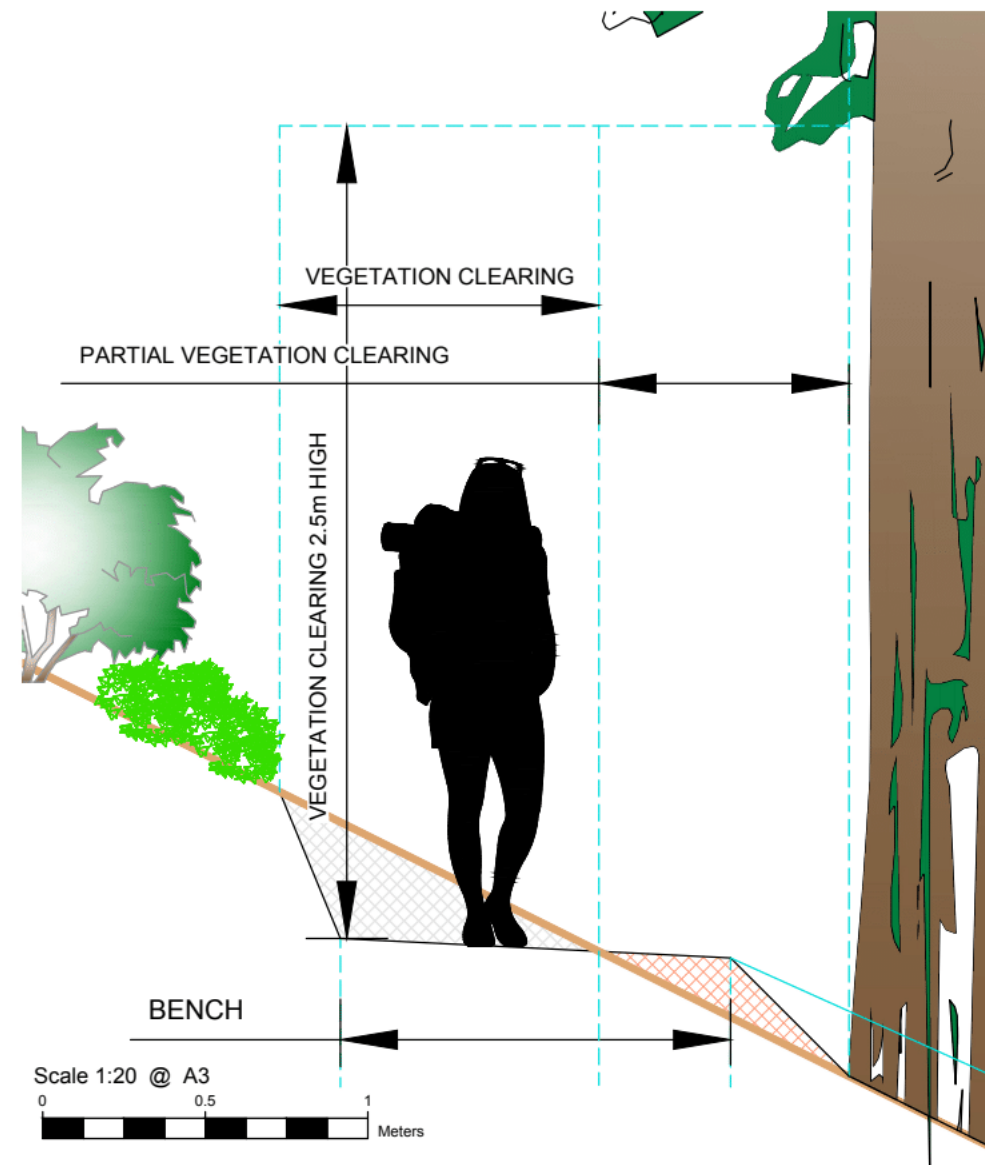 VEGETATION CLEARING
PARTIAL VEGETATION CLEARING
VEGETATION CLEARING 2.5m HIGH
BENCH
Scale 1:20 @ A3
0 0.5 1
Meters